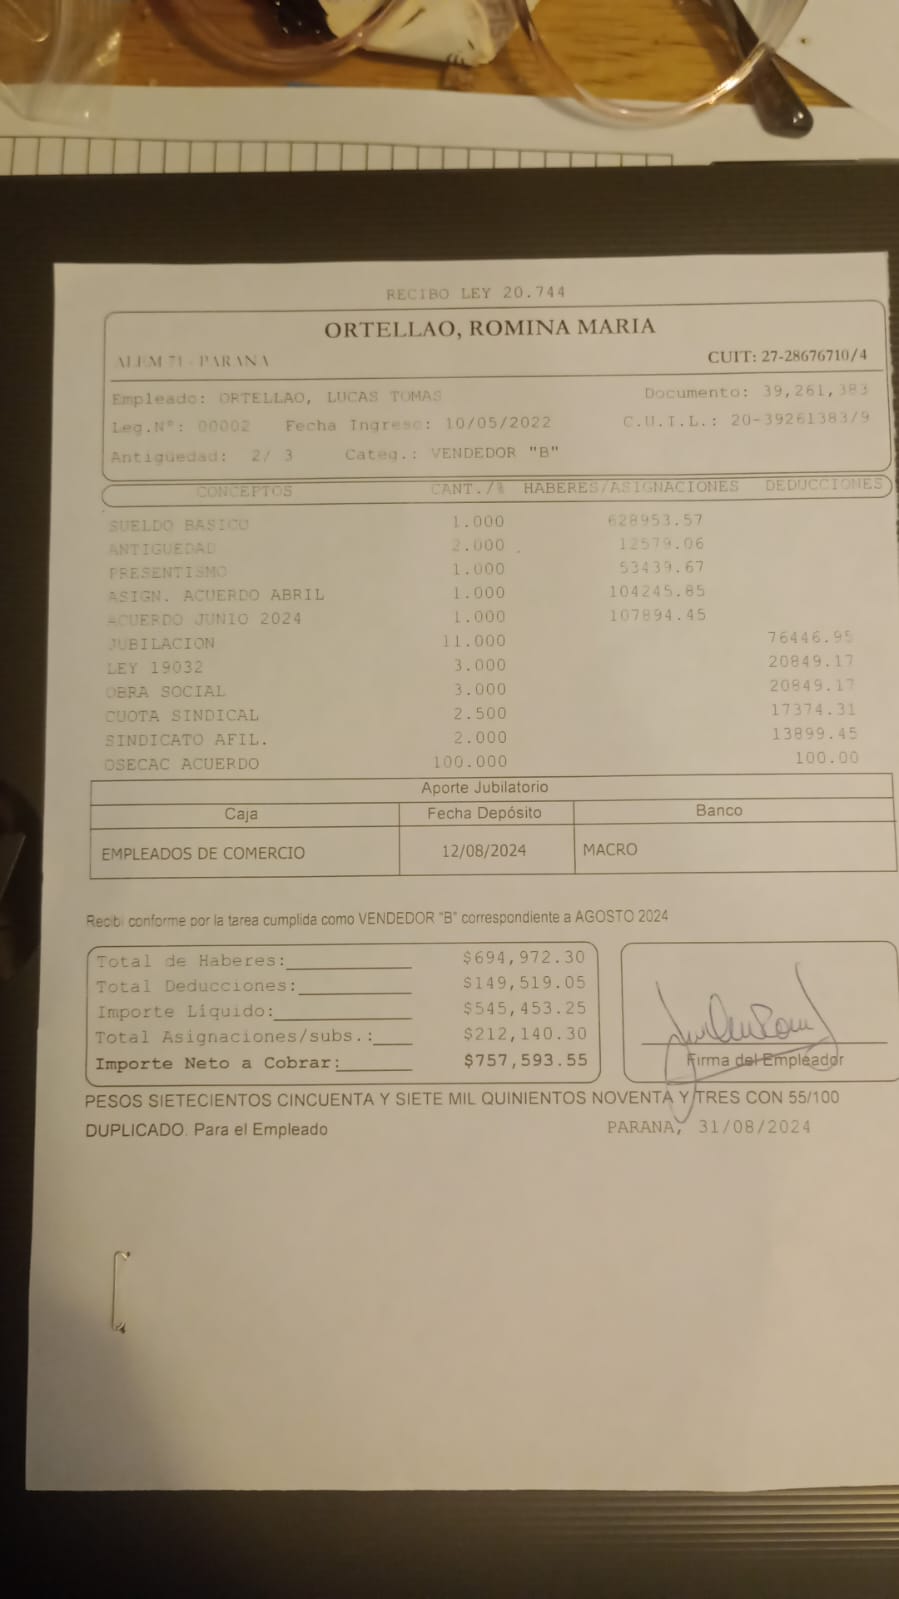 RECIBO LEY 20.744
ORTELLAO, ROMINA MARIA
ALEM 71 - PARANA CUIT: 27-28676710/4
Empleado: ORTELLAO, LUCAS TOMAS Documento: 39,261,383
Leg.N°: 00002 Fecha Ingreso: 10/05/2022 C.U.I.L.: 20-39261383/9
Antigüedad: 2/ 3 Categ.: VENDEDOR "B"
CONCEPTOS CANT./% HABERES/ASIGNACIONES DEDUCCIONES
SUELDO BASICO 1.000 628953.57
ANTIGUEDAD 2.000 12579.06
PRESENTISMO 1.000 53439.67
ASIGN. ACUERDO ABRIL 1.000 104245.85
ACUERDO JUNIO 2024 1.000 107894.45
JUBILACION 11.000 76446.95
LEY 19032 3.000 20849.17
OBRA SOCIAL 3.000 20849.17
CUOTA SINDICAL 2.500 17374.31
SINDICATO AFIL. 2.000 13899.45
OSECAC ACUERDO 100.000 100.00
Aporte Jubilatorio
Caja Fecha Depósito Banco
EMPLEADOS DE COMERCIO 12/08/2024 MACRO
Recibi conforme por la tarea cumplida como VENDEDOR "B" correspondiente a AGOSTO 2024
Total de Haberes: $694,972.30
Total Deducciones: $149,519.05
Importe Líquido: $545,453.25
Total Asignaciones/subs.: $212,140.30
Importe Neto a Cobrar: $757,593.55
Firma del Empleador
PESOS SIETECIENTOS CINCUENTA Y SIETE MIL QUINIENTOS NOVENTA Y TRES CON 55/100
DUPLICADO. Para el Empleado PARANA, 31/08/2024